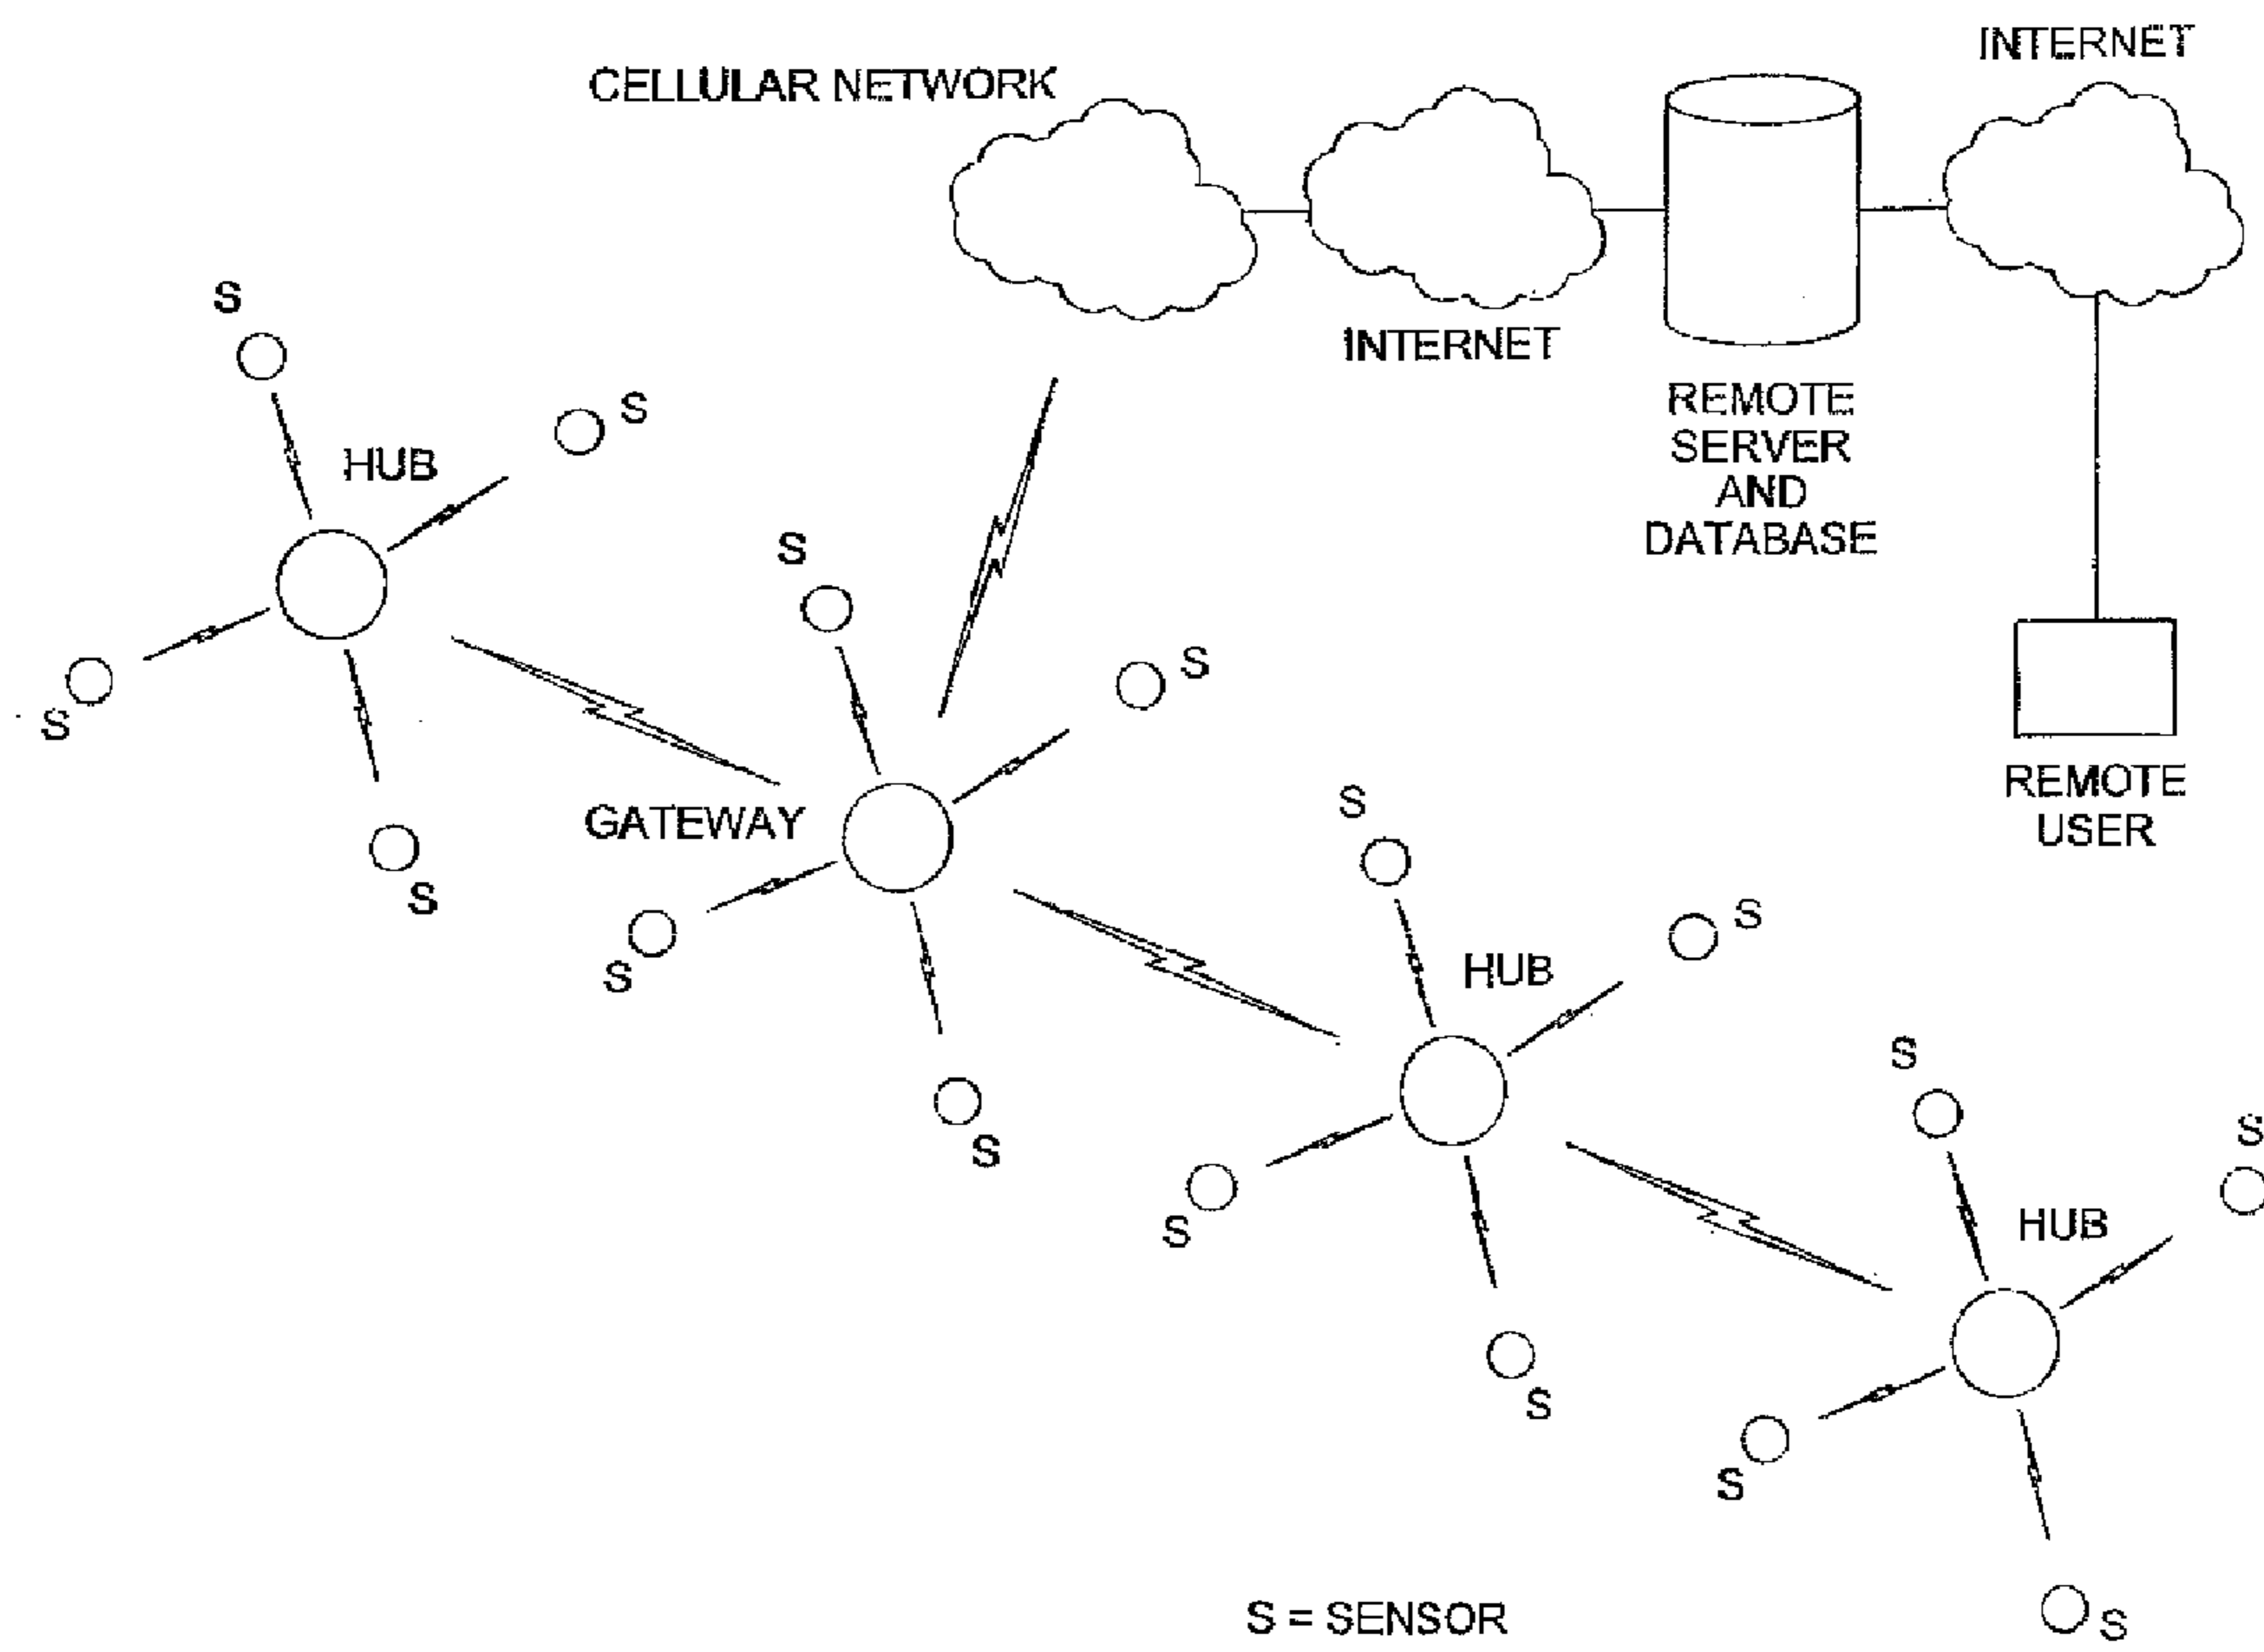 INTERNET
CELLULAR NETWORK
S
INTERNET
S
REMOTE
SERVER
AND
DATABASE
HUB
S
S
S
REMOTE
USER
S
GATEWAY
S
S
S
HUB
S
S
S
S
S
HUB
S
S
S
S = SENSOR
S